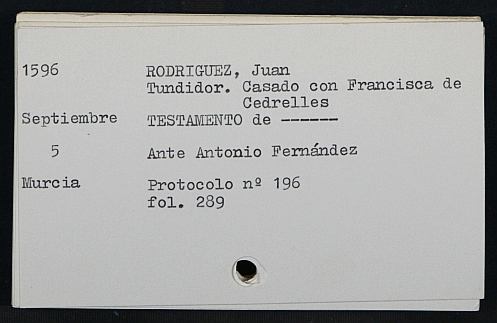 1596 RODRIGUEZ, Juan
Tundidor. Casado con Francisca de
Cedrelles
Septiembre TESTAMENTO de ------
5 Ante Antonio Fernández
Murcia Protocolo nº 196
fol. 289